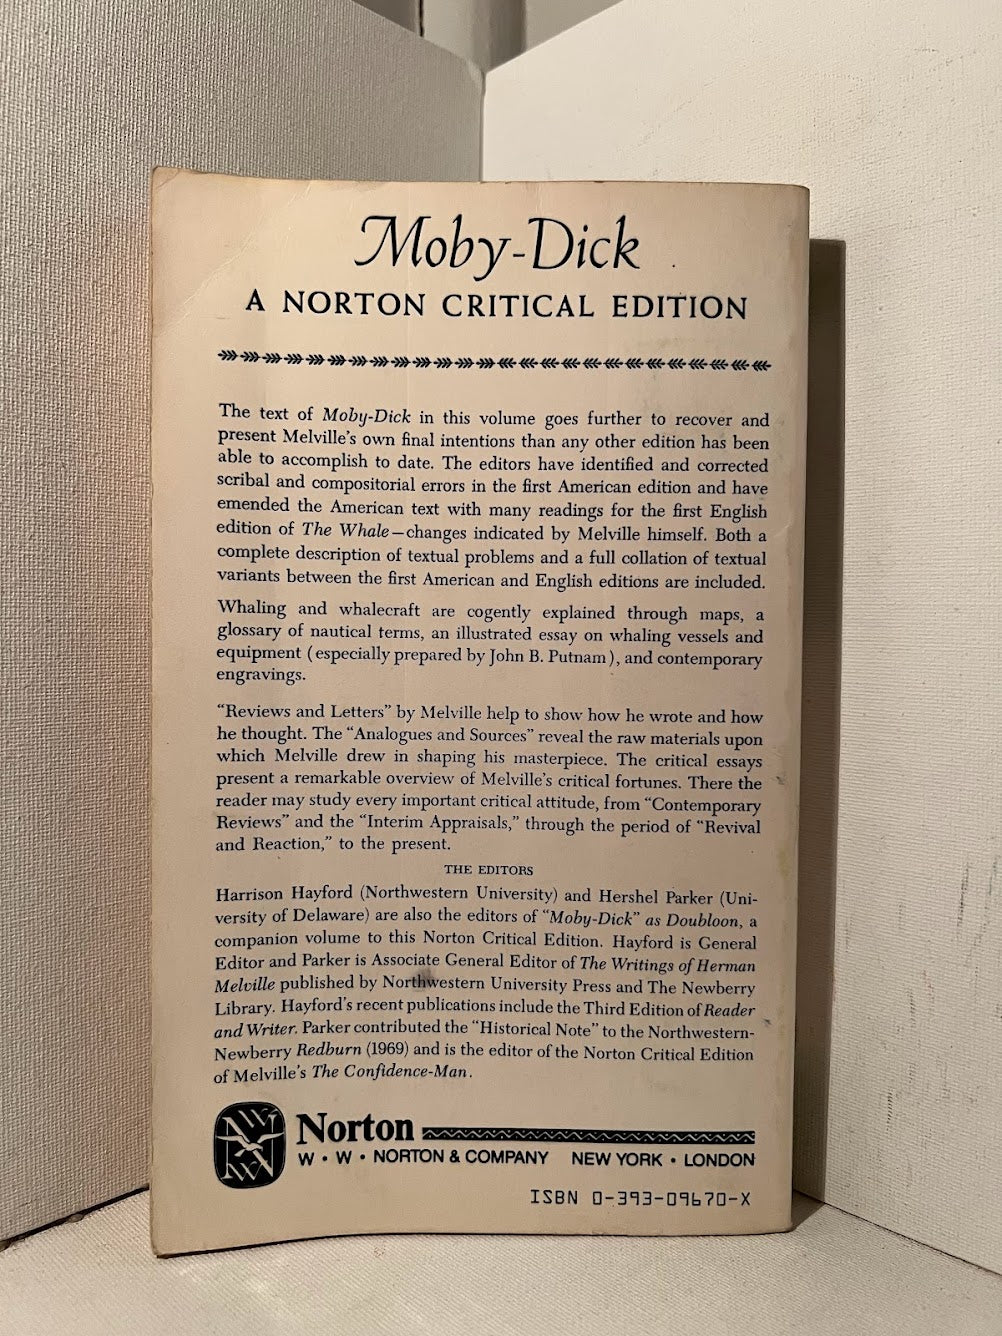 Moby-Dick
A NORTON CRITICAL EDITION
The text of Moby-Dick in this volume goes further to recover and
present Melville's own final intentions than any other edition has been
able to accomplish to date. The editors have identified and corrected
scribal and compositorial errors in the first American edition and have
emended the American text with many readings for the first English
edition of The Whale—changes indicated by Melville himself. Both a
complete description of textual problems and a full collation of textual
variants between the first American and English editions are included.
Whaling and whalecraft are cogently explained through maps, a
glossary of nautical terms, an illustrated essay on whaling vessels and
equipment (especially prepared by John B. Putnam), and contemporary
engravings.
"Reviews and Letters" by Melville help to show how he wrote and how
he thought. The "Analogues and Sources" reveal the raw materials upon
which Melville drew in shaping his masterpiece. The critical essays
present a remarkable overview of Melville's critical fortunes. There the
reader may study every important critical attitude, from "Contemporary
Reviews" and the "Interim Appraisals," through the period of "Revival
and Reaction," to the present.
THE EDITORS
Harrison Hayford (Northwestern University) and Hershel Parker (Uni-
versity of Delaware) are also the editors of "Moby-Dick" as Doubloon, a
companion volume to this Norton Critical Edition. Hayford is General
Editor and Parker is Associate General Editor of The Writings of Herman
Melville published by Northwestern University Press and The Newberry
Library. Hayford's recent publications include the Third Edition of Reader
and Writer. Parker contributed the "Historical Note" to the Northwestern-
Newberry Redburn (1969) and is the editor of the Norton Critical Edition
of Melville's The Confidence-Man.
Norton
W • W • NORTON & COMPANY NEW YORK • LONDON
ISBN 0-393-09670-X